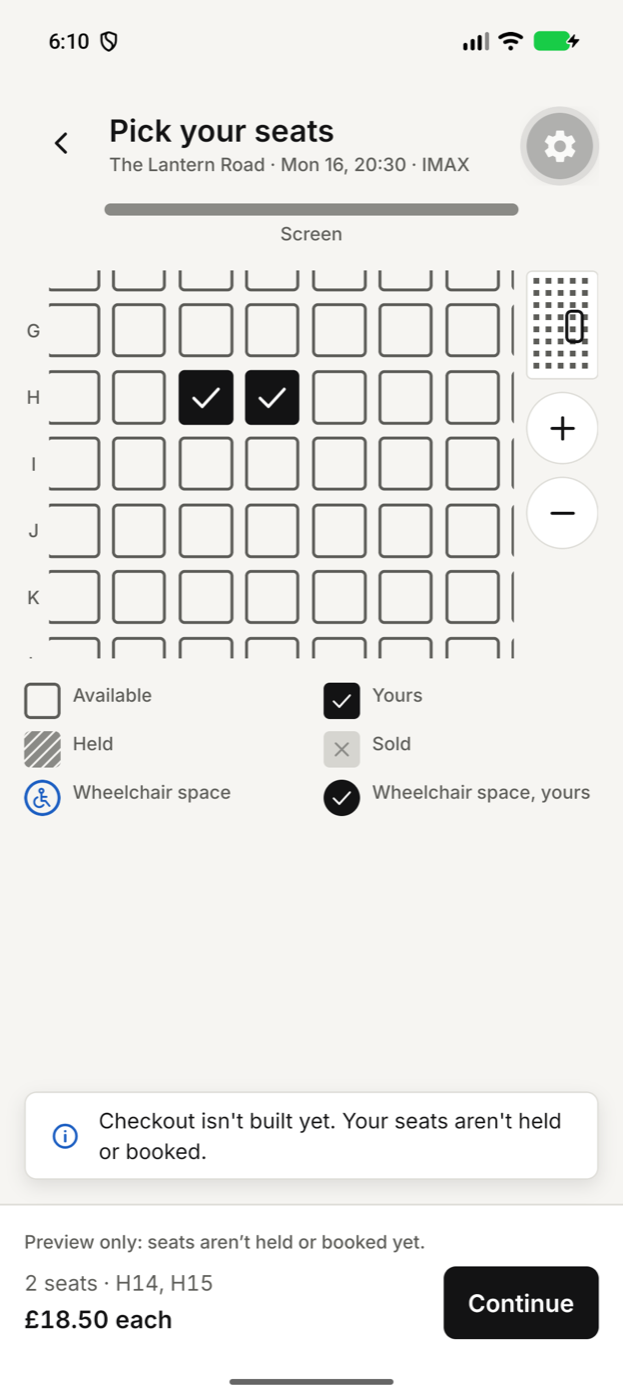 6:10
Pick your seats
The Lantern Road · Mon 16, 20:30 · IMAX
Screen
G
H
I
J
K
Available
Yours
Held
Sold
Wheelchair space
Wheelchair space, yours
Checkout isn't built yet. Your seats aren't held
or booked.
Preview only: seats aren’t held or booked yet.
2 seats · H14, H15
£18.50 each
Continue